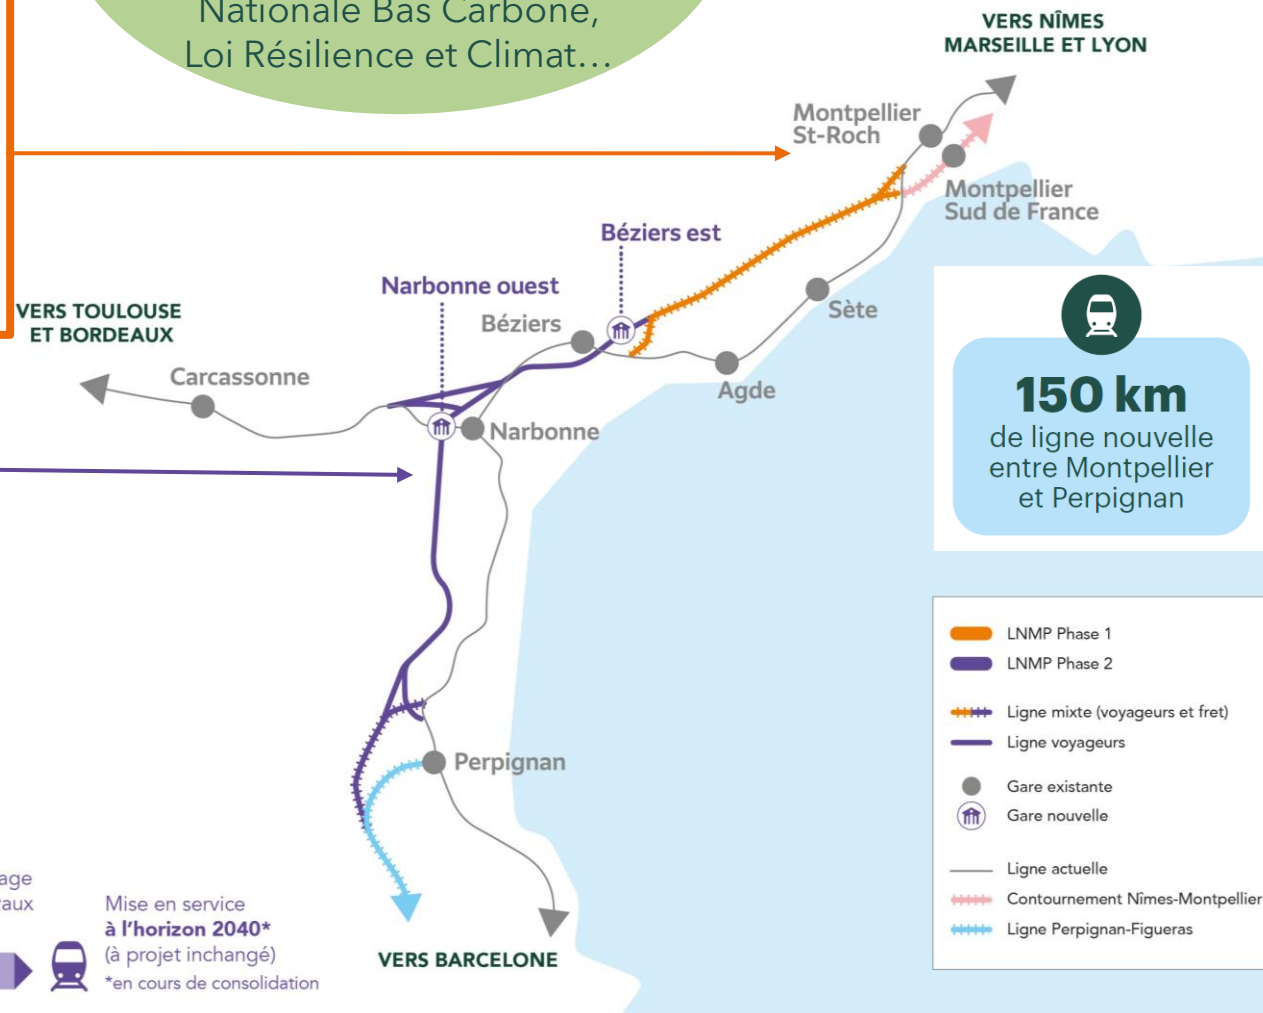 Nationale Bas Carbone,
Loi Résilience et Climat…
VERS NÎMES
MARSEILLE ET LYON
Montpellier
St-Roch
Montpellier
Sud de France
Béziers est
Narbonne ouest
VERS TOULOUSE
ET BORDEAUX
Béziers
Sète
Carcassonne
Agde
Narbonne
150 km
de ligne nouvelle
entre Montpellier
et Perpignan
Perpignan
LNMP Phase 1
LNMP Phase 2
Ligne mixte (voyageurs et fret)
Ligne voyageurs
Gare existante
Gare nouvelle
Ligne actuelle
Contournement Nîmes-Montpellier
Ligne Perpignan-Figueras
Mise en service
à l'horizon 2040*
(à projet inchangé)
*en cours de consolidation
VERS BARCELONE